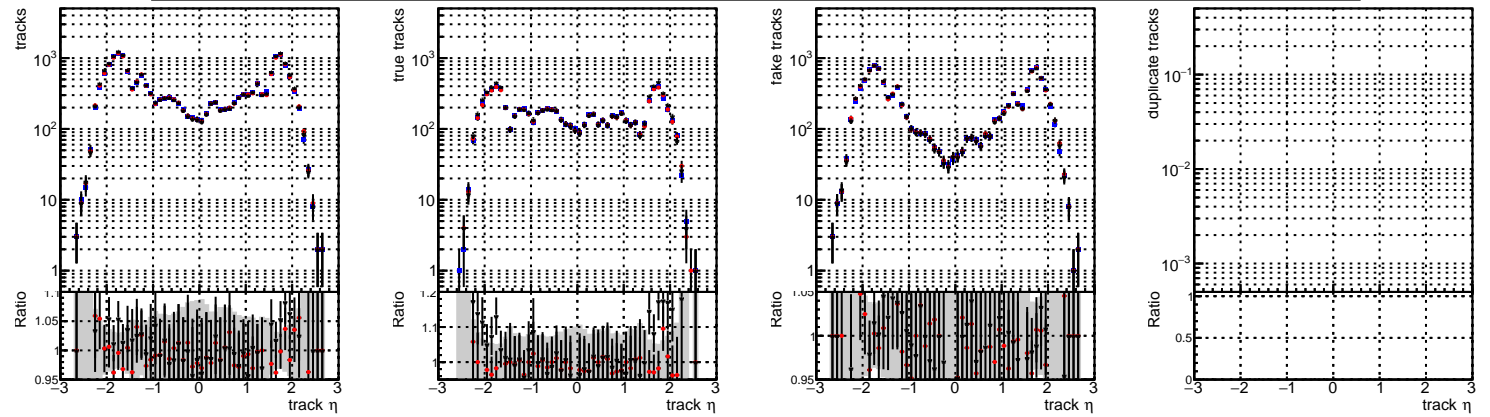 tracks
10³
10²
10
1
Ratio
1.1
1.05
1
0.95
−3 −2 −1 0 1 2 3
track η
true tracks
10³
10²
10
1
Ratio
1.2
1.1
1
−3 −2 −1 0 1 2 3
track η
fake tracks
10³
10²
10
1
Ratio
1.05
1
0.95
−3 −2 −1 0 1 2 3
track η
duplicate tracks
10⁻¹
10⁻²
10⁻³
Ratio
1
0.5
0
−3 −2 −1 0 1 2 3
track η